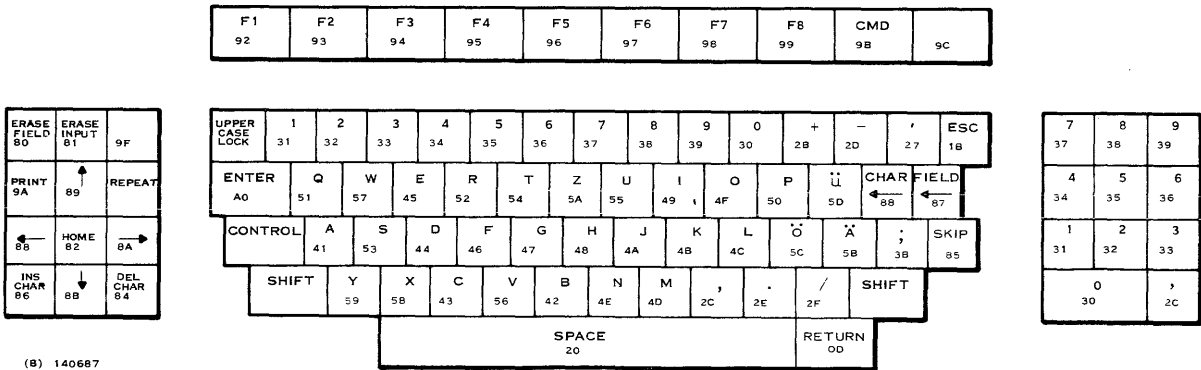 F1 F2 F3 F4 F5 F6 F7 F8 CMD
92 93 94 95 96 97 98 99 9B 9C
ERASE FIELD 80 ERASE INPUT 81 9F
PRINT 9A 89 REPEAT
88 HOME 82 8A
INS CHAR 86 8B DEL CHAR 84
UPPER CASE LOCK 1 2 3 4 5 6 7 8 9 0 + - ' ESC
31 32 33 34 35 36 37 38 39 30 2B 2D 27 1B
ENTER Q W E R T Z U I O P Ü CHAR FIELD
A0 51 57 45 52 54 5A 55 49 4F 50 5D 88 87
CONTROL A S D F G H J K L Ö Ä ; SKIP
41 53 44 46 47 48 4A 4B 4C 5C 5B 3B 85
SHIFT Y X C V B N M , . / SHIFT
59 58 43 56 42 4E 4D 2C 2E 2F
SPACE RETURN
20 0D
7 8 9
37 38 39
4 5 6
34 35 36
1 2 3
31 32 33
0 ,
30 2C
(B) 140687